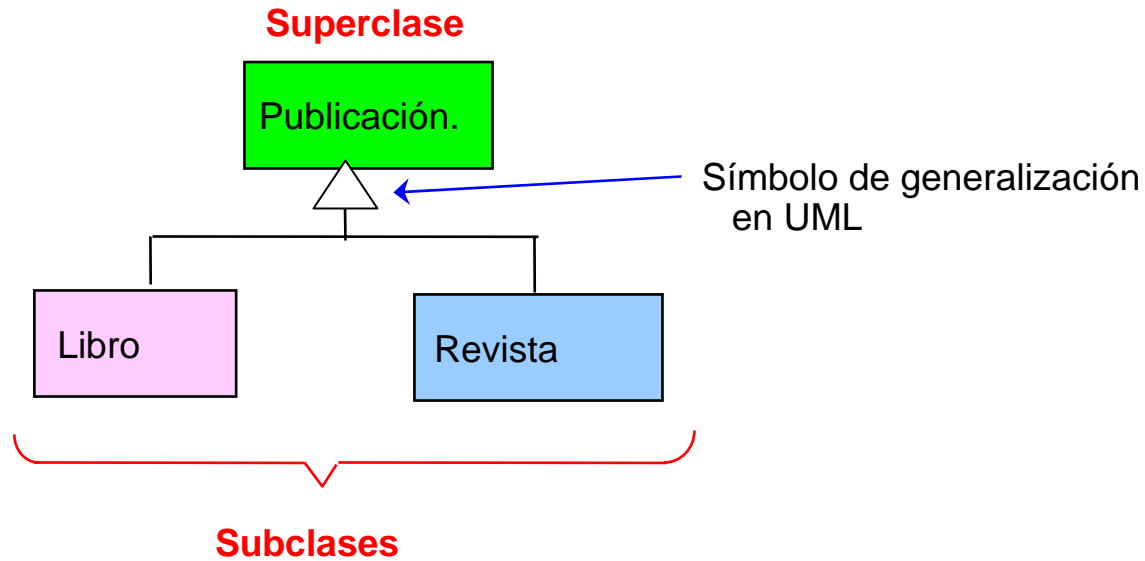 Superclase
Publicación.
Símbolo de generalización
en UML
Libro
Revista
Subclases